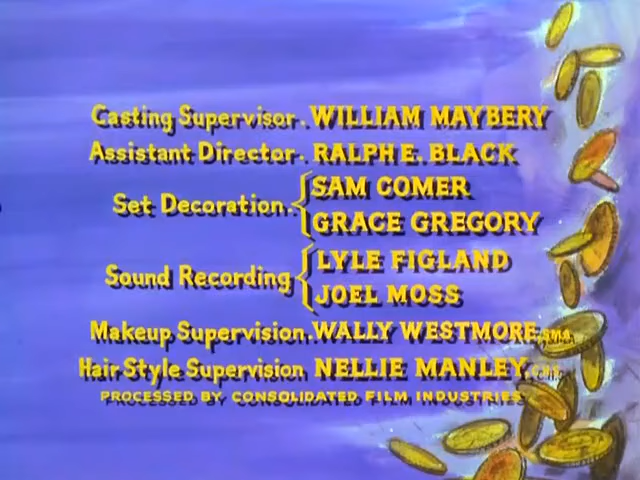 Casting Supervisor. WILLIAM MAYBERY
Assistant Director. RALPH E. BLACK
Set Decoration. SAM COMER
GRACE GREGORY
Sound Recording LYLE FIGLAND
JOEL MOSS
Makeup Supervision. WALLY WESTMORE, S.M.A.
Hair Style Supervision NELLIE MANLEY,
PROCESSED BY CONSOLIDATED FILM INDUSTRIES